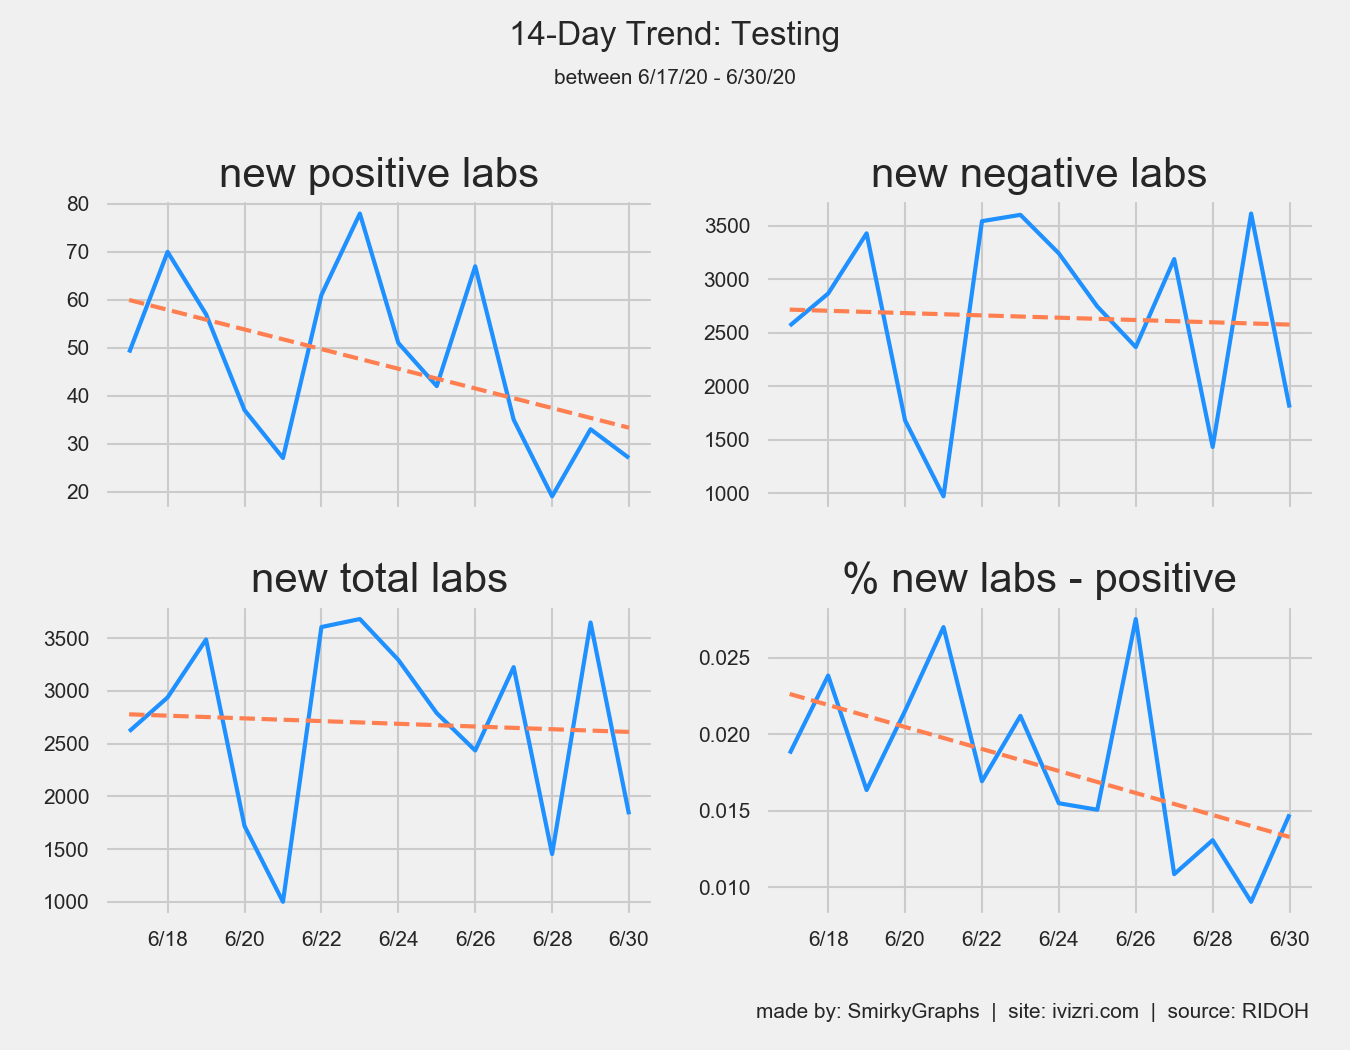 14-Day Trend: Testing
between 6/17/20 - 6/30/20
new positive labs
80
70
60
50
40
30
20
new negative labs
3500
3000
2500
2000
1500
1000
new total labs
3500
3000
2500
2000
1500
1000
6/18 6/20 6/22 6/24 6/26 6/28 6/30
% new labs - positive
0.025
0.020
0.015
0.010
6/18 6/20 6/22 6/24 6/26 6/28 6/30
made by: SmirkyGraphs | site: ivizri.com | source: RIDOH